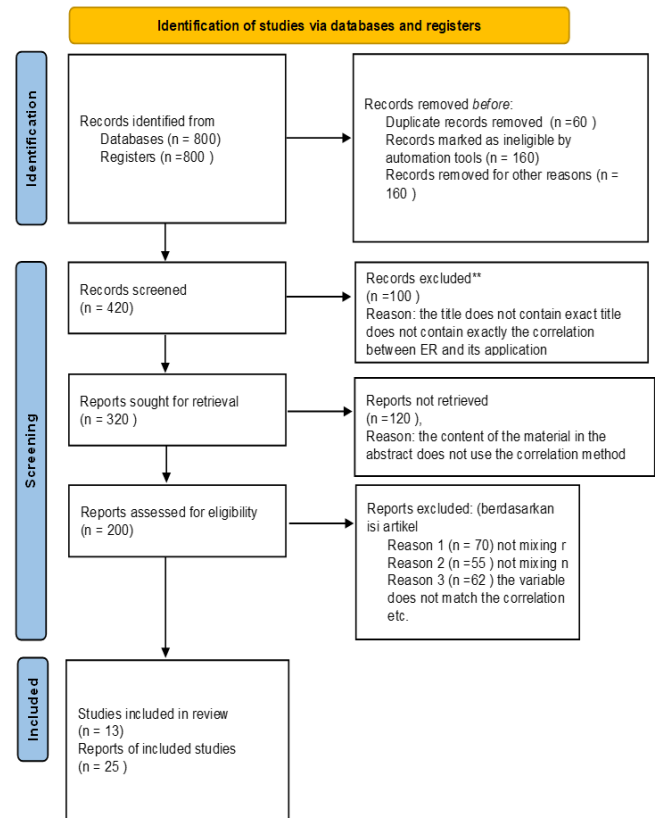 Identification of studies via databases and registers
Identification
Records identified from
Databases (n = 800)
Registers (n =800 )
Records removed before:
Duplicate records removed (n =60 )
Records marked as ineligible by
automation tools (n = 160)
Records removed for other reasons (n =
160 )
Screening
Records screened
(n = 420)
Records excluded**
(n =100 )
Reason: the title does not contain exact title
does not contain exactly the correlation
between ER and its application
Reports sought for retrieval
(n = 320 )
Reports not retrieved
(n =120 ),
Reason: the content of the material in the
abstract does not use the correlation method
Reports assessed for eligibility
(n = 200)
Reports excluded: (berdasarkan
isi artikel
Reason 1 (n = 70) not mixing r
Reason 2 (n =55 ) not mixing n
Reason 3 (n =62 ) the variable
does not match the correlation
etc.
Included
Studies included in review
(n = 13)
Reports of included studies
(n = 25 )